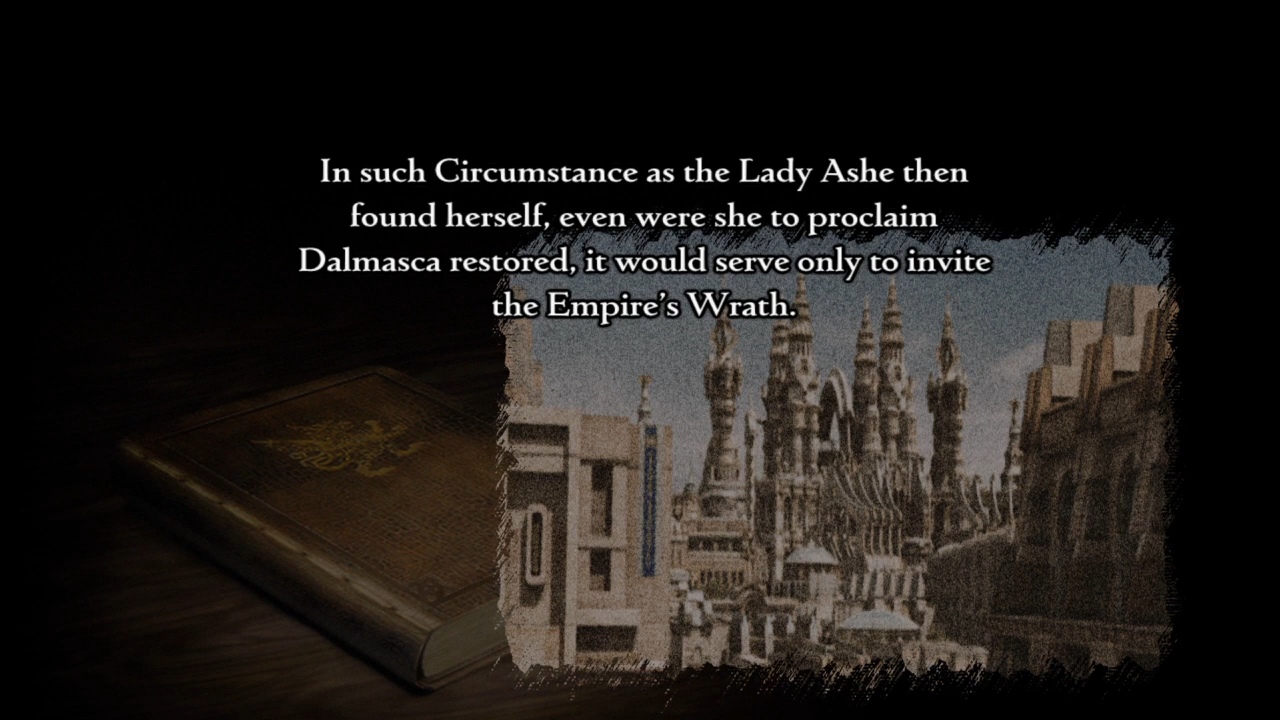 In such Circumstance as the Lady Ashe then
found herself, even were she to proclaim
Dalmasca restored, it would serve only to invite
the Empire’s Wrath.